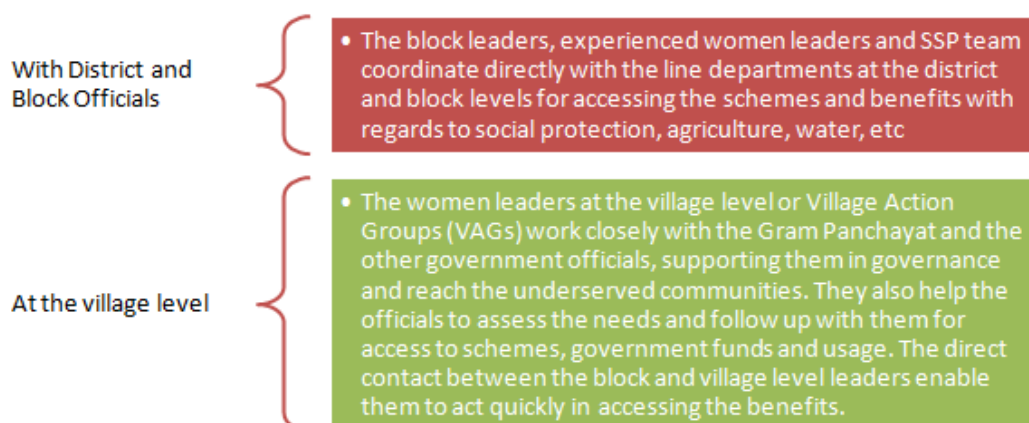 With District and
Block Officials
• The block leaders, experienced women leaders and SSP team
coordinate directly with the line departments at the district
and block levels for accessing the schemes and benefits with
regards to social protection, agriculture, water, etc
At the village level
• The women leaders at the village level or Village Action
Groups (VAGs) work closely with the Gram Panchayat and the
other government officials, supporting them in governance
and reach the underserved communities. They also help the
officials to assess the needs and follow up with them for
access to schemes, government funds and usage. The direct
contact between the block and village level leaders enable
them to act quickly in accessing the benefits.